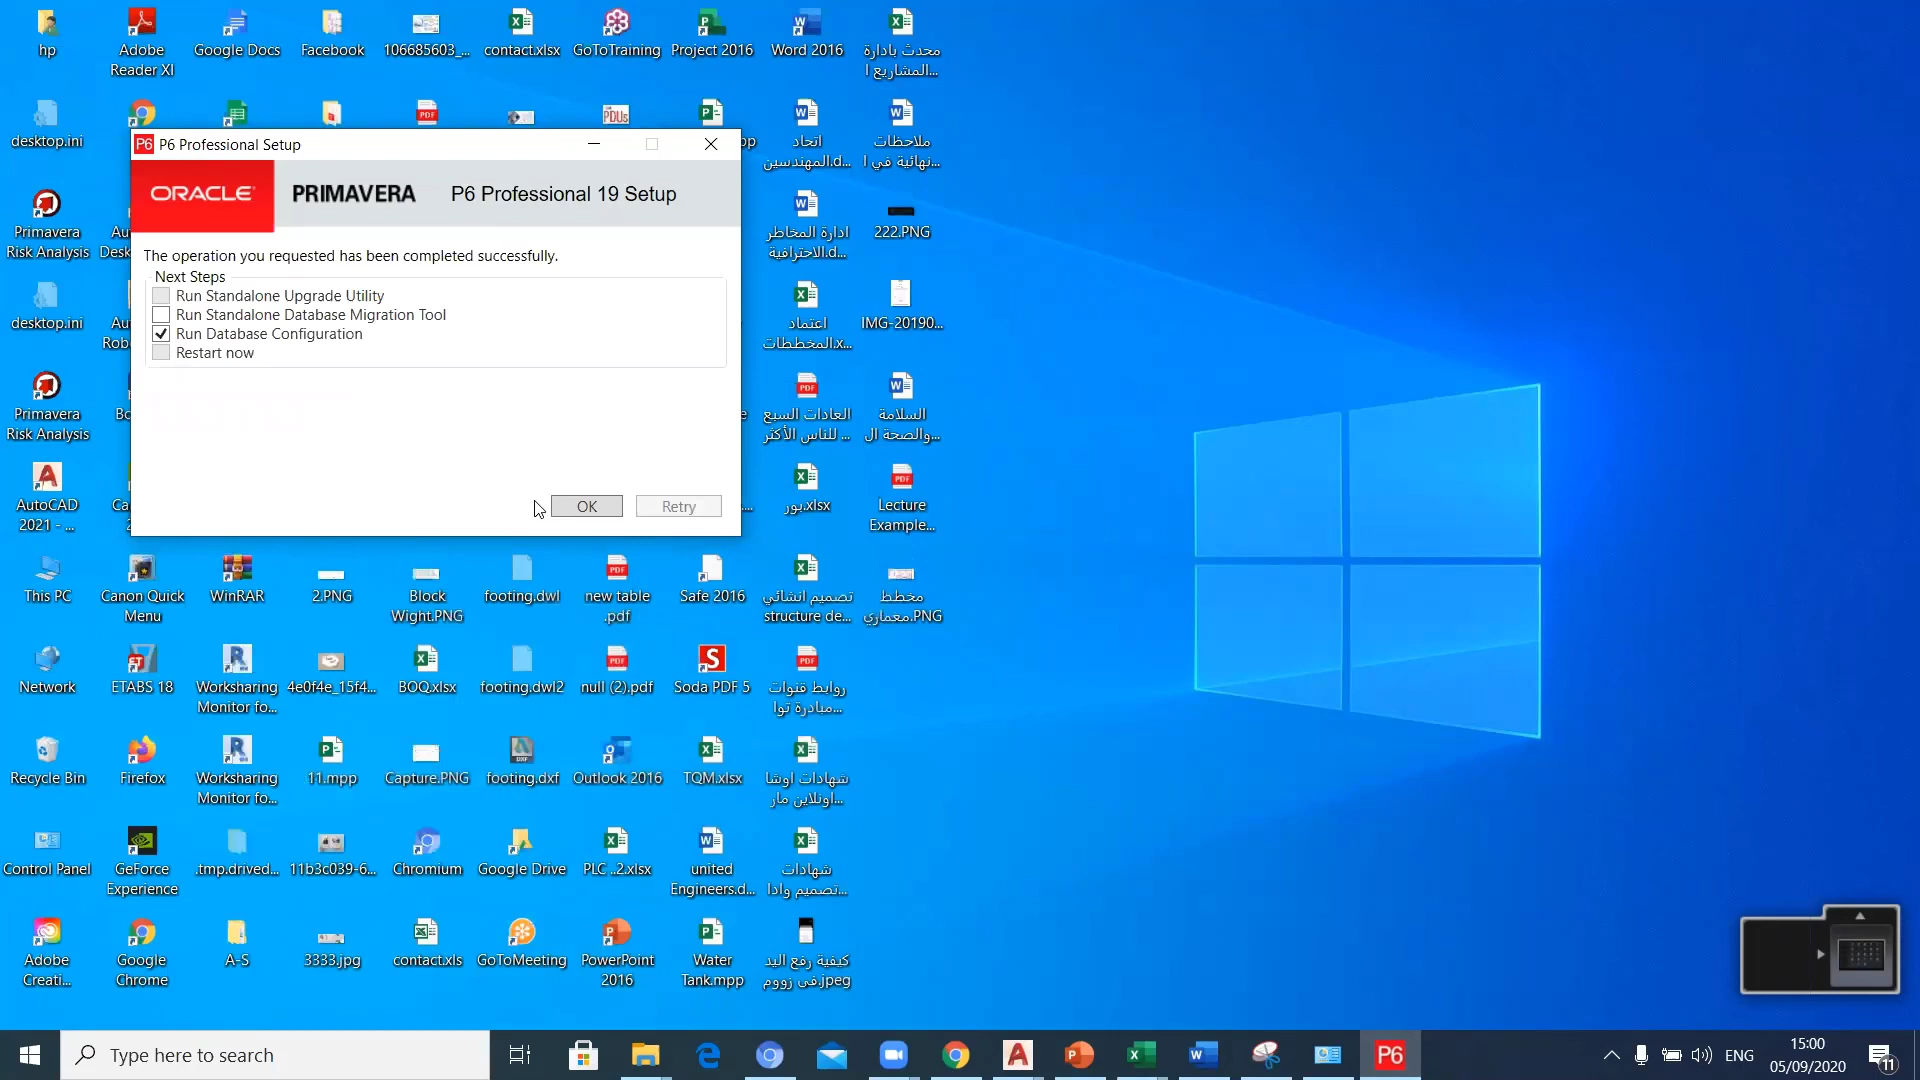 hp
Adobe
Reader XI
Google Docs
Facebook
106685603_...
contact.xlsx
GoToTraining
Project 2016
Word 2016
محدث بادارة
المشاريع ا...
desktop.ini
PDF
PDUs
اتحاد
المهندسين.d...
ملاحظات
نهائية في ا...
P6 Professional Setup
ORACLE
PRIMAVERA
P6 Professional 19 Setup
The operation you requested has been completed successfully.
Next Steps
Run Standalone Upgrade Utility
Run Standalone Database Migration Tool
Run Database Configuration
Restart now
OK
Retry
Primavera
Risk Analysis
ادارة المخاطر
الاحترافية.d...
222.PNG
desktop.ini
اعتماد
المخططات.x...
IMG-20190...
Primavera
Risk Analysis
العادات السبع
للناس الأكثر ...
السلامة
والصحة ال...
AutoCAD
2021 - ...
بور.xlsx
Lecture
Example...
This PC
Canon Quick
Menu
WinRAR
2.PNG
Block
Wight.PNG
footing.dwl
new table
.pdf
Safe 2016
تصميم انشائي
structure de...
مخطط
معماري.PNG
Network
ETABS 18
Worksharing
Monitor fo...
4e0f4e_15f4...
BOQ.xlsx
footing.dwl2
null (2).pdf
Soda PDF 5
روابط قنوات
مبادرة توا...
Recycle Bin
Firefox
Worksharing
Monitor fo...
11.mpp
Capture.PNG
footing.dxf
Outlook 2016
TQM.xlsx
شهادات اوشا
اونلاين مار...
Control Panel
GeForce
Experience
.tmp.drived...
11b3c039-6...
Chromium
Google Drive
PLC ..2.xlsx
united
Engineers.d...
شهادات
تصميم وادا...
Adobe
Creati...
Google
Chrome
A-S
3333.jpg
contact.xls
GoToMeeting
PowerPoint
2016
Water
Tank.mpp
كيفية رفع اليد
في زووم.jpeg
Type here to search
P6
ENG
15:00
05/09/2020
11